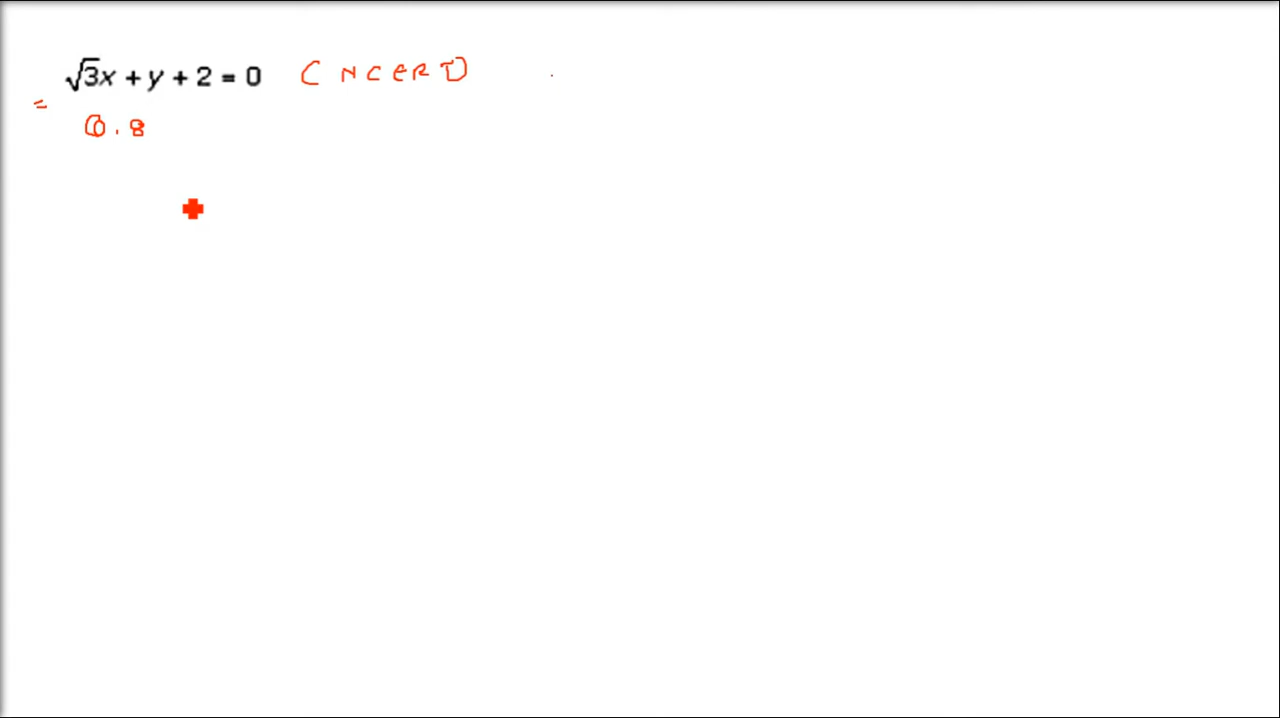 √3x + y + 2 = 0 (NCERT)
=
Q.8